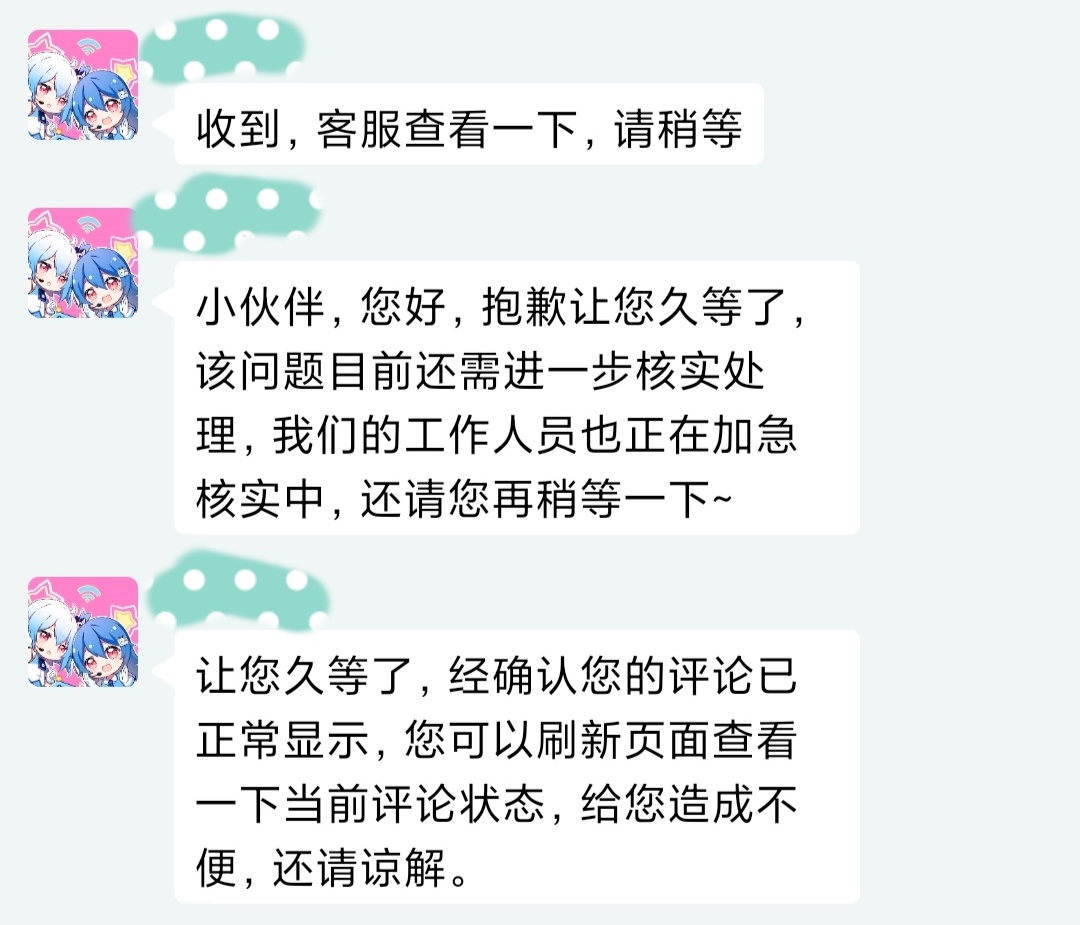 收到，客服查看一下，请稍等
小伙伴，您好，抱歉让您久等了，
该问题目前还需进一步核实处
理，我们的工作人员也正在加急
核实中，还请您再稍等一下~
让您久等了，经确认您的评论已
正常显示，您可以刷新页面查看
一下当前评论状态，给您造成不
便，还请谅解。